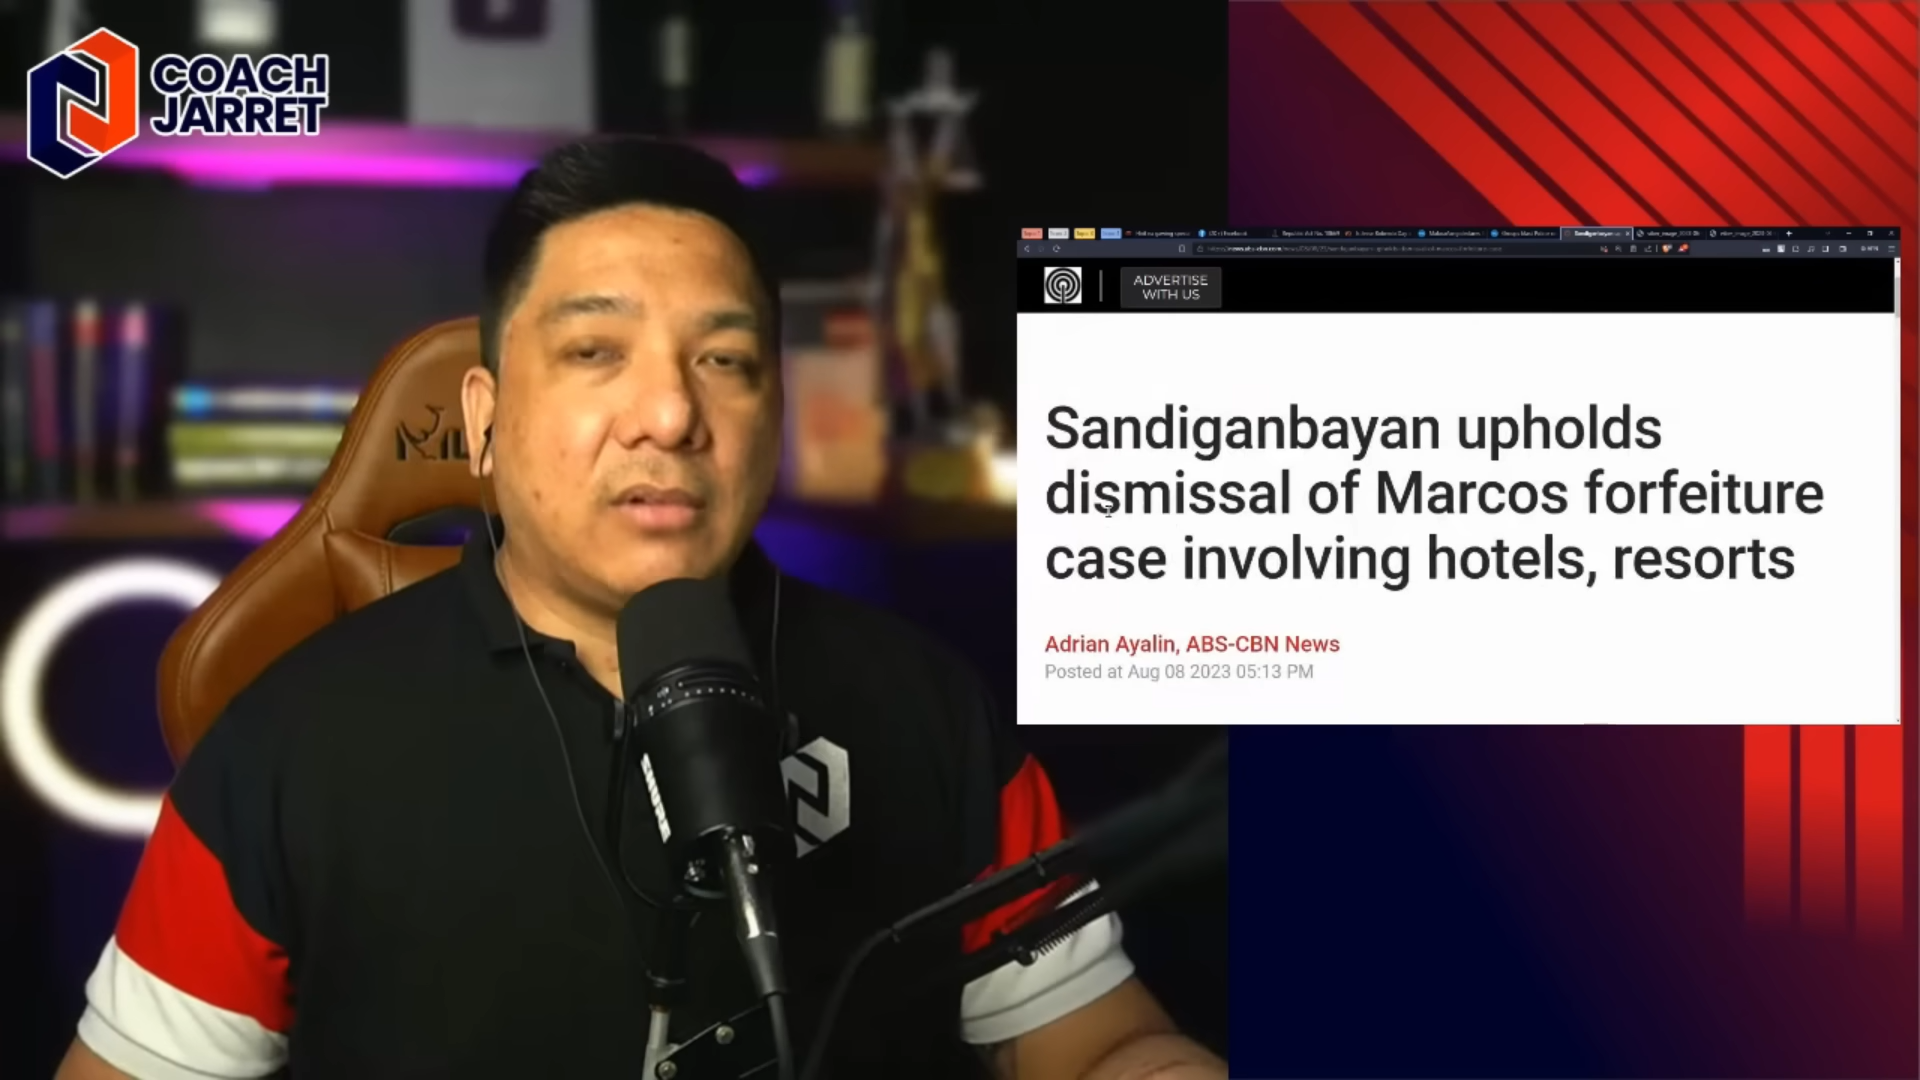 COACH
JARRET
ADVERTISE
WITH US
Sandiganbayan upholds
dismissal of Marcos forfeiture
case involving hotels, resorts
Adrian Ayalin, ABS-CBN News
Posted at Aug 08 2023 05:13 PM
SHURE